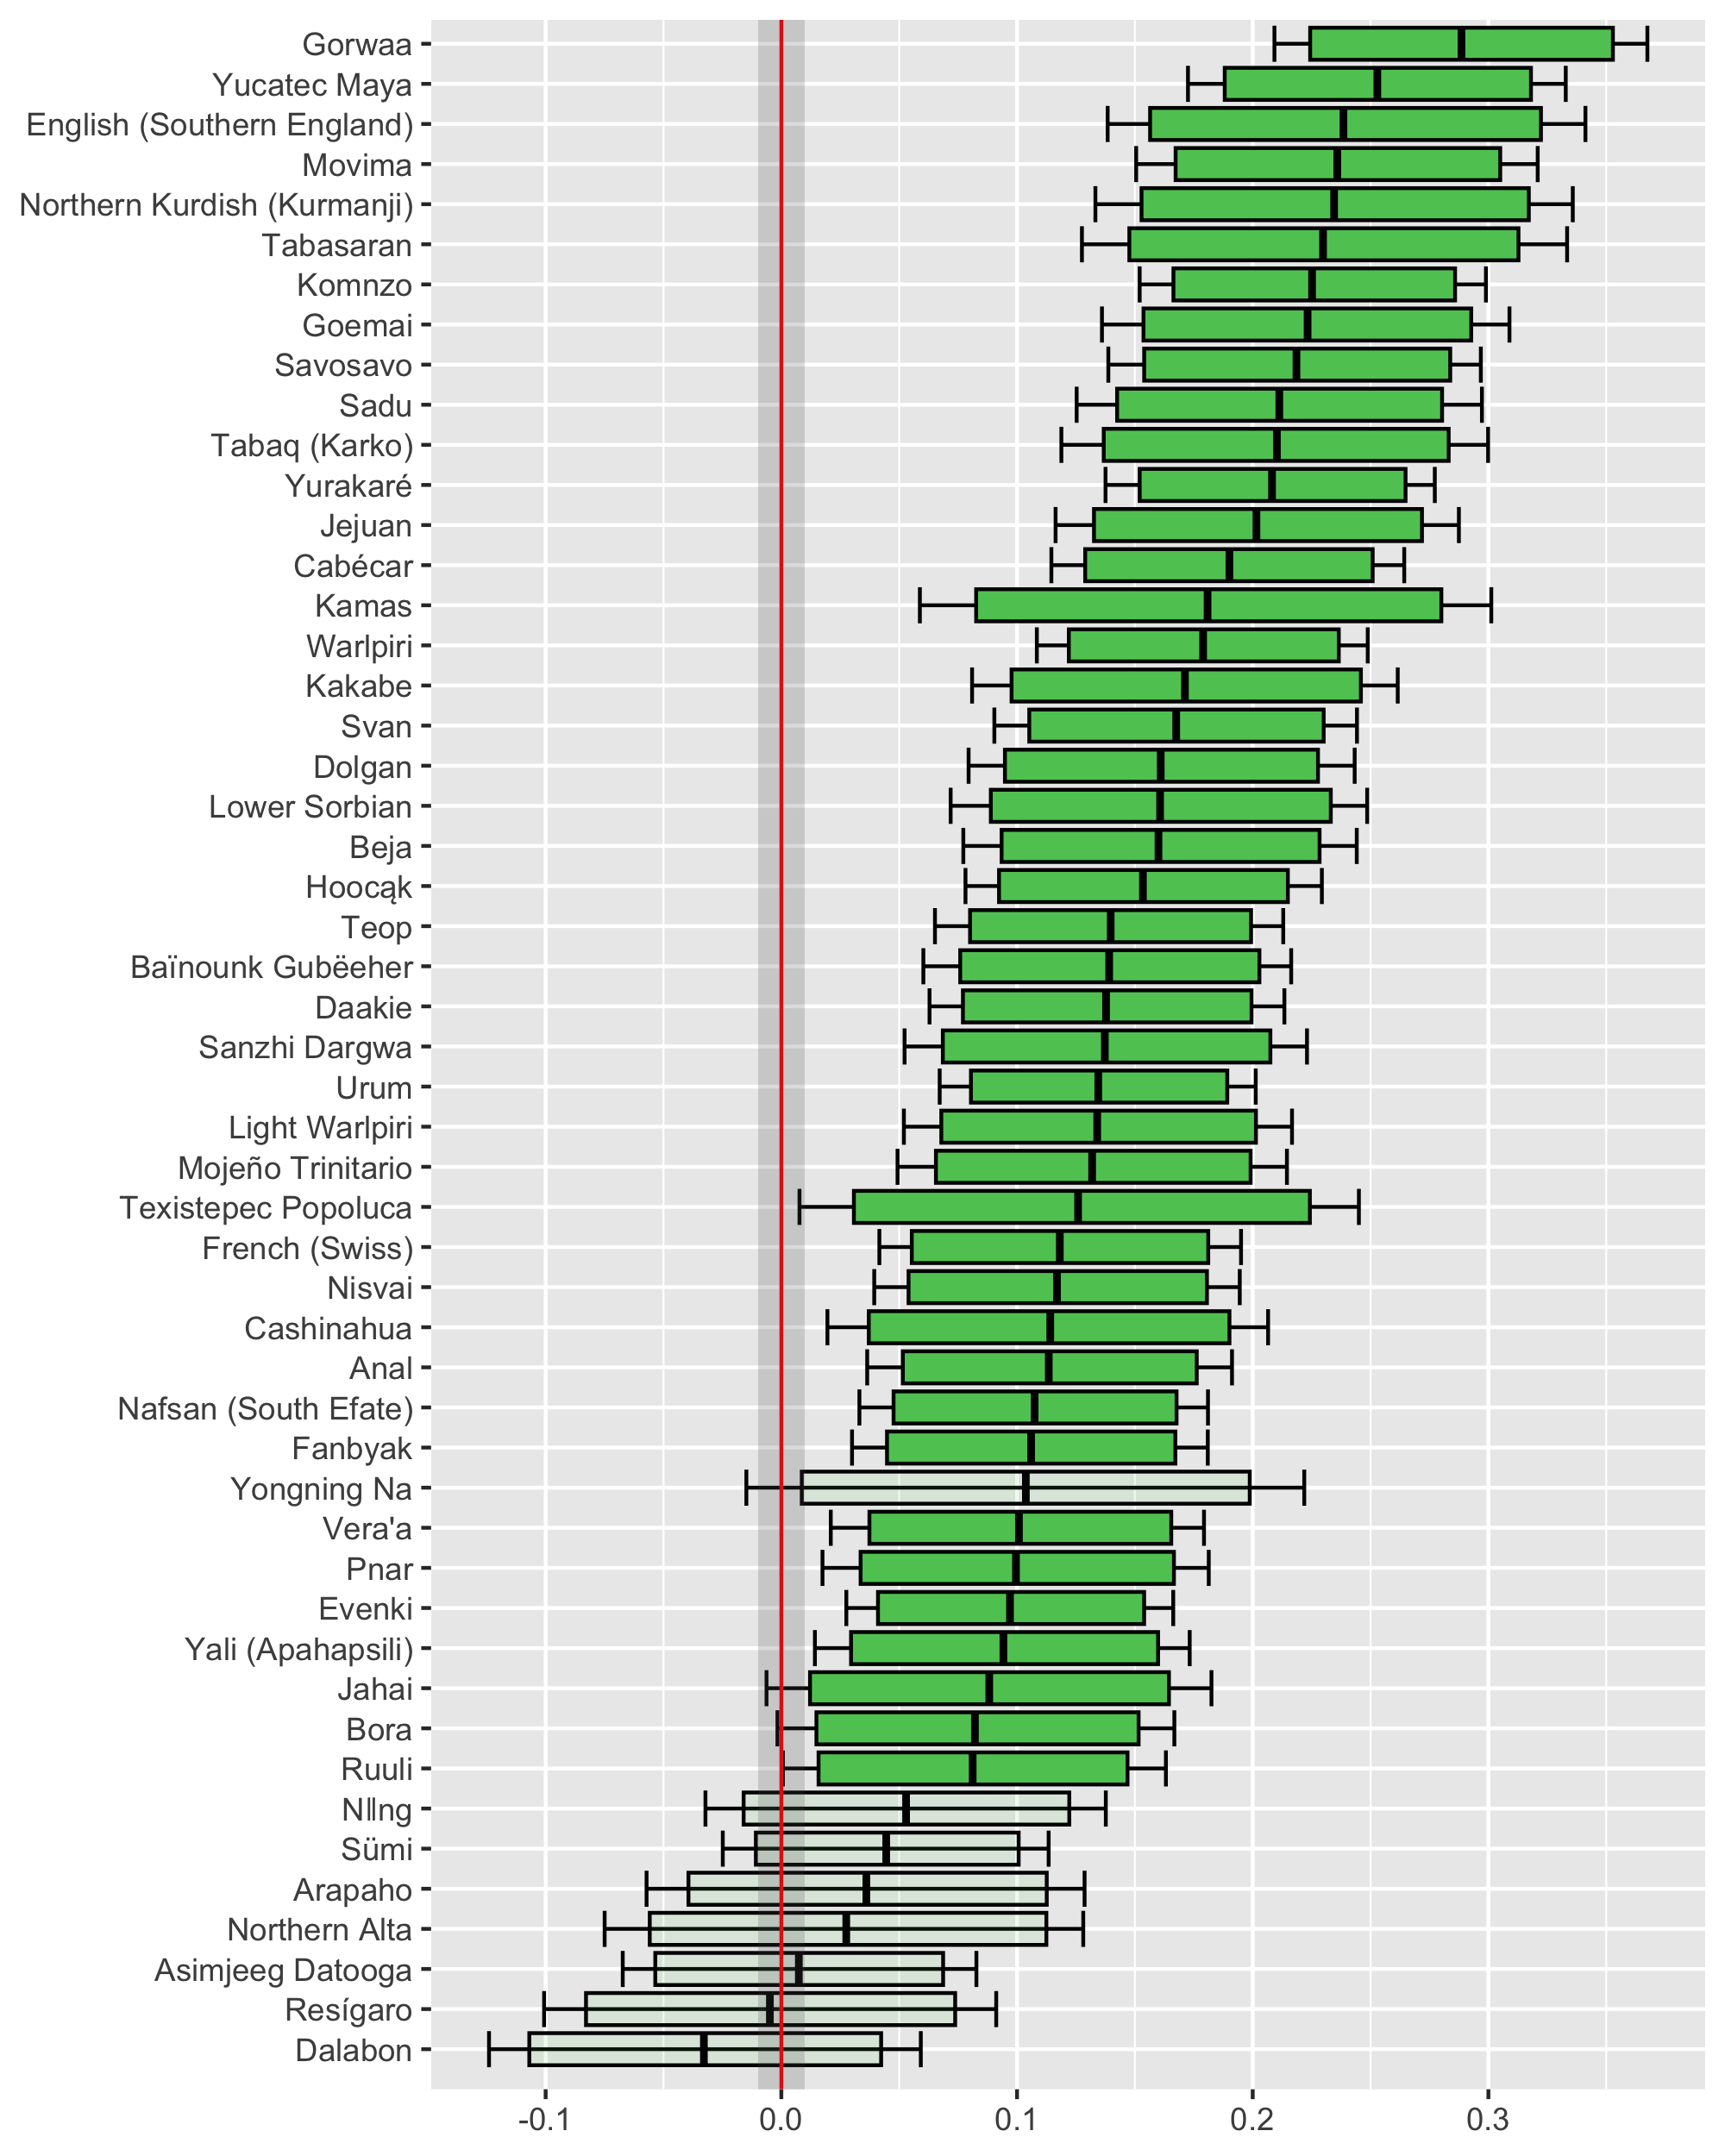 Gorwaa
Yucatec Maya
English (Southern England)
Movima
Northern Kurdish (Kurmanji)
Tabasaran
Komnzo
Goemai
Savosavo
Sadu
Tabaq (Karko)
Yurakaré
Jejuan
Cabécar
Kamas
Warlpiri
Kakabe
Svan
Dolgan
Lower Sorbian
Beja
Hoocąk
Teop
Baïnounk Gubëeher
Daakie
Sanzhi Dargwa
Urum
Light Warlpiri
Mojeño Trinitario
Texistepec Popoluca
French (Swiss)
Nisvai
Cashinahua
Anal
Nafsan (South Efate)
Fanbyak
Yongning Na
Vera'a
Pnar
Evenki
Yali (Apahapsili)
Jahai
Bora
Ruuli
Nǁng
Sümi
Arapaho
Northern Alta
Asimjeeg Datooga
Resígaro
Dalabon
-0.1 0.0 0.1 0.2 0.3